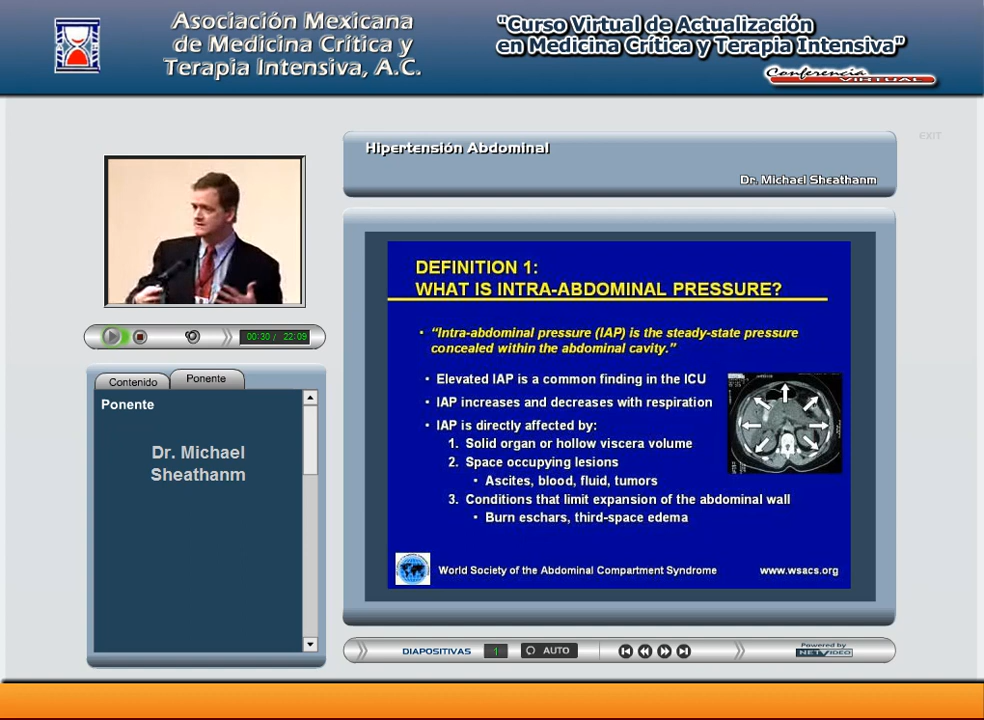 Asociación Mexicana
de Medicina Crítica y
Terapia Intensiva, A.C.
"Curso Virtual de Actualización
en Medicina Crítica y Terapia Intensiva"
Conferencia
VIRTUAL
EXIT
Hipertensión Abdominal
Dr. Michael Sheathanm
00:30 / 22:09
Contenido
Ponente
Ponente
Dr. Michael
Sheathanm
DEFINITION 1:
WHAT IS INTRA-ABDOMINAL PRESSURE?
• "Intra-abdominal pressure (IAP) is the steady-state pressure
concealed within the abdominal cavity."
• Elevated IAP is a common finding in the ICU
• IAP increases and decreases with respiration
• IAP is directly affected by:
1. Solid organ or hollow viscera volume
2. Space occupying lesions
• Ascites, blood, fluid, tumors
3. Conditions that limit expansion of the abdominal wall
• Burn eschars, third-space edema
World Society of the Abdominal Compartment Syndrome
www.wsacs.org
DIAPOSITIVAS
1
AUTO
Powered by
NETVIDEO